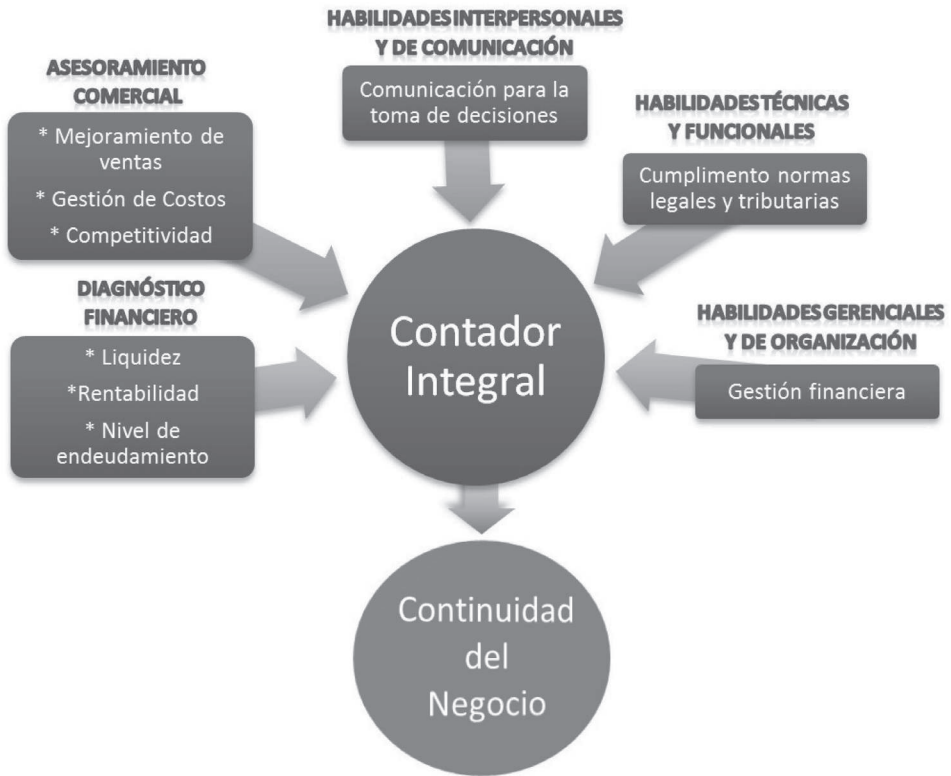 HABILIDADES INTERPERSONALES
Y DE COMUNICACIÓN
Comunicación para la
toma de decisiones
ASESORAMIENTO
COMERCIAL
* Mejoramiento de
ventas
* Gestión de Costos
* Competitividad
HABILIDADES TÉCNICAS
Y FUNCIONALES
Cumplimento normas
legales y tributarias
DIAGNÓSTICO
FINANCIERO
* Liquidez
*Rentabilidad
* Nivel de
endeudamiento
Contador
Integral
HABILIDADES GERENCIALES
Y DE ORGANIZACIÓN
Gestión financiera
Continuidad
del
Negocio